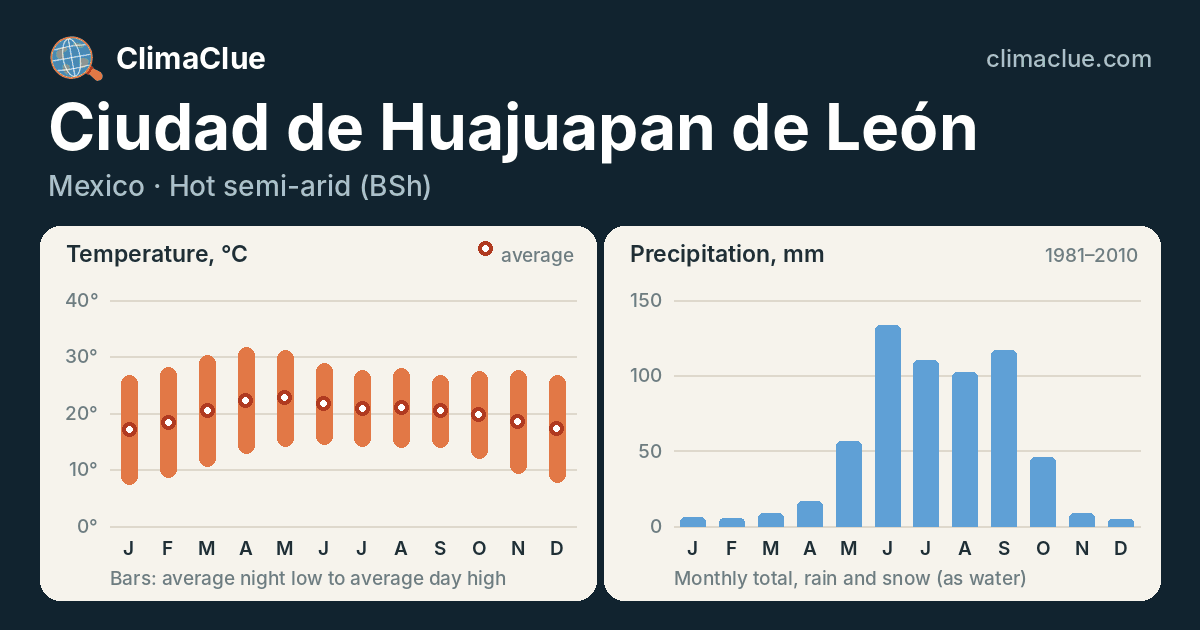 ClimaClue
climaclue.com
Ciudad de Huajuapan de León
Mexico · Hot semi-arid (BSh)
Temperature, °C
average
40°
30°
20°
10°
0°
J F M A M J J A S O N D
Bars: average night low to average day high
Precipitation, mm
1981–2010
150
100
50
0
J F M A M J J A S O N D
Monthly total, rain and snow (as water)